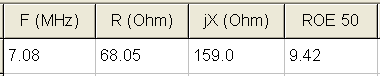 F (MHz) R (Ohm) jX (Ohm) ROE 50
7.08 68.05 159.0 9.42